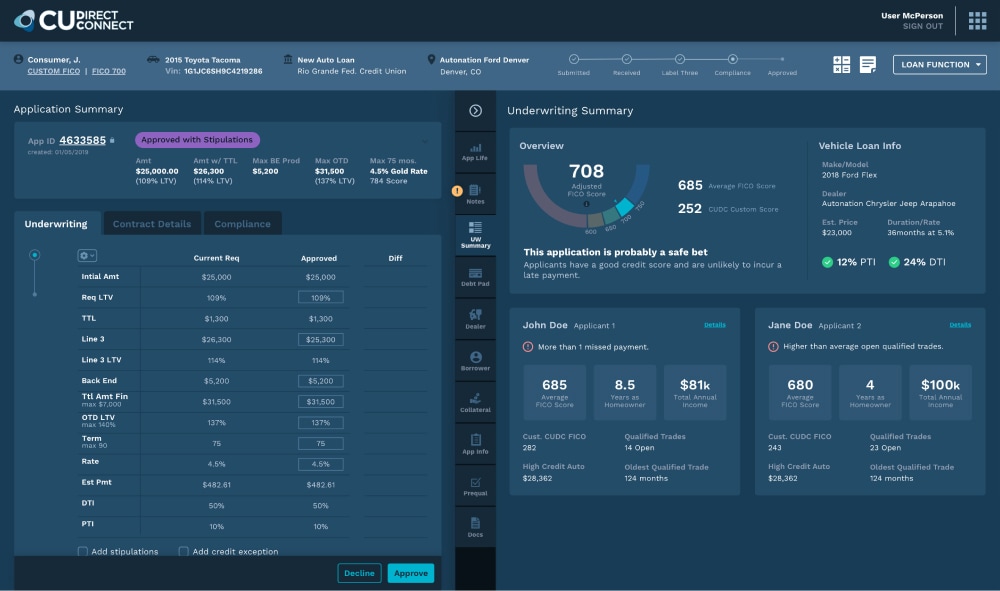 CU DIRECT CONNECT
User McPerson
SIGN OUT
Consumer, J.
CUSTOM FICO | FICO 700
2015 Toyota Tacoma
Vin: 1G1JC6SH9C4219286
New Auto Loan
Rio Grande Fed. Credit Union
Autonation Ford Denver
Denver, CO
Submitted
Received
Label Three
Compliance
Approved
LOAN FUNCTION
Application Summary
App ID 4633585
created: 01/05/2019
Approved with Stipulations
Amt
$25,000.00
(109% LTV)
Amt w/ TTL
$26,300
(114% LTV)
Max BE Prod
$5,200
Max OTD
$31,500
(137% LTV)
Max 75 mos.
4.5% Gold Rate
784 Score
Underwriting
Contract Details
Compliance
Current Req Approved Diff
Intial Amt $25,000 $25,000
Req LTV 109% 109%
TTL $1,300 $1,300
Line 3 $26,300 $25,300
Line 3 LTV 114% 114%
Back End $5,200 $5,200
Ttl Amt Fin $31,500 $31,500
max $7,000
OTD LTV 137% 137%
max 140%
Term 75 75
max 90
Rate 4.5% 4.5%
Est Pmt $482.61 $482.61
DTI 50% 50%
PTI 10% 10%
Add stipulations
Add credit exception
Decline
Approve
App Life
Notes
UW Summary
Debt Pad
Dealer
Borrower
Collateral
App Info
Prequal
Docs
Underwriting Summary
Overview
708
Adjusted
FICO Score
600
650
700
750
685 Average FICO Score
252 CUDC Custom Score
This application is probably a safe bet
Applicants have a good credit score and are unlikely to incur a
late payment.
Vehicle Loan Info
Make/Model
2018 Ford Flex
Dealer
Autonation Chrysler Jeep Arapahoe
Est. Price
$23,000
Duration/Rate
36months at 5.1%
12% PTI
24% DTI
John Doe Applicant 1
Details
More than 1 missed payment.
685
Average
FICO Score
8.5
Years as
Homeowner
$81k
Total Annual
Income
Cust. CUDC FICO
282
Qualified Trades
14 Open
High Credit Auto
$28,362
Oldest Qualified Trade
124 months
Jane Doe Applicant 2
Details
Higher than average open qualified trades.
680
Average
FICO Score
4
Years as
Homeowner
$100k
Total Annual
Income
Cust. CUDC FICO
243
Qualified Trades
23 Open
High Credit Auto
$28,362
Oldest Qualified Trade
124 months